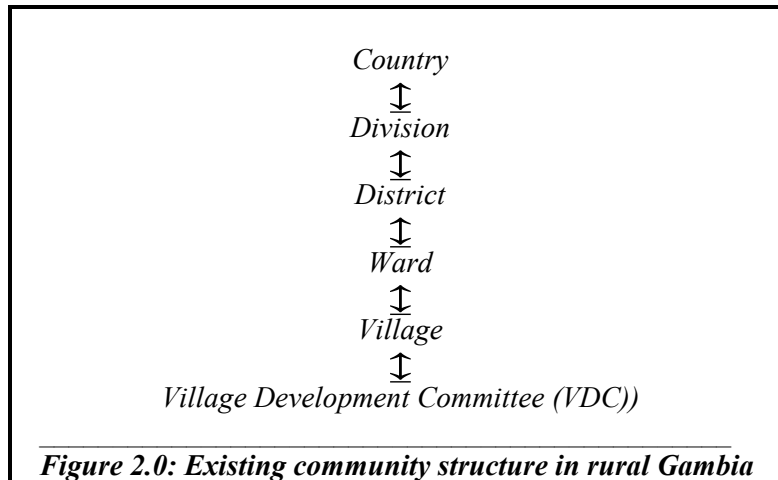 Country
↨
Division
↨
District
↨
Ward
↨
Village
↨
Village Development Committee (VDC))
Figure 2.0: Existing community structure in rural Gambia